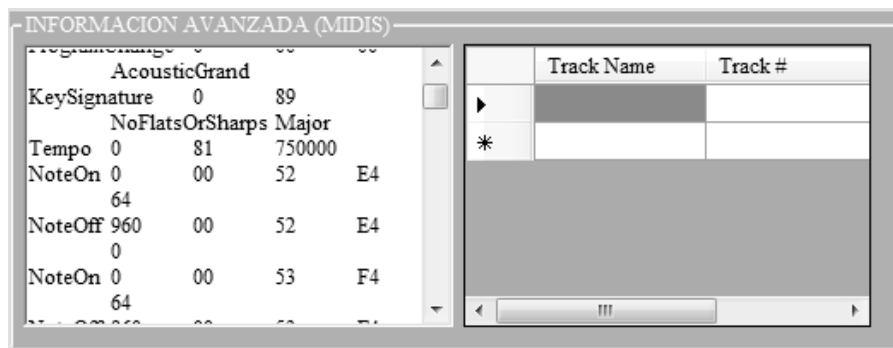 INFORMACION AVANZADA (MIDIS)
AcousticGrand
KeySignature 0 89
NoFlatsOrSharps Major
Tempo 0 81 750000
NoteOn 0 00 52 E4
64
NoteOff 960 00 52 E4
0
NoteOn 0 00 53 F4
64
Track Name Track #